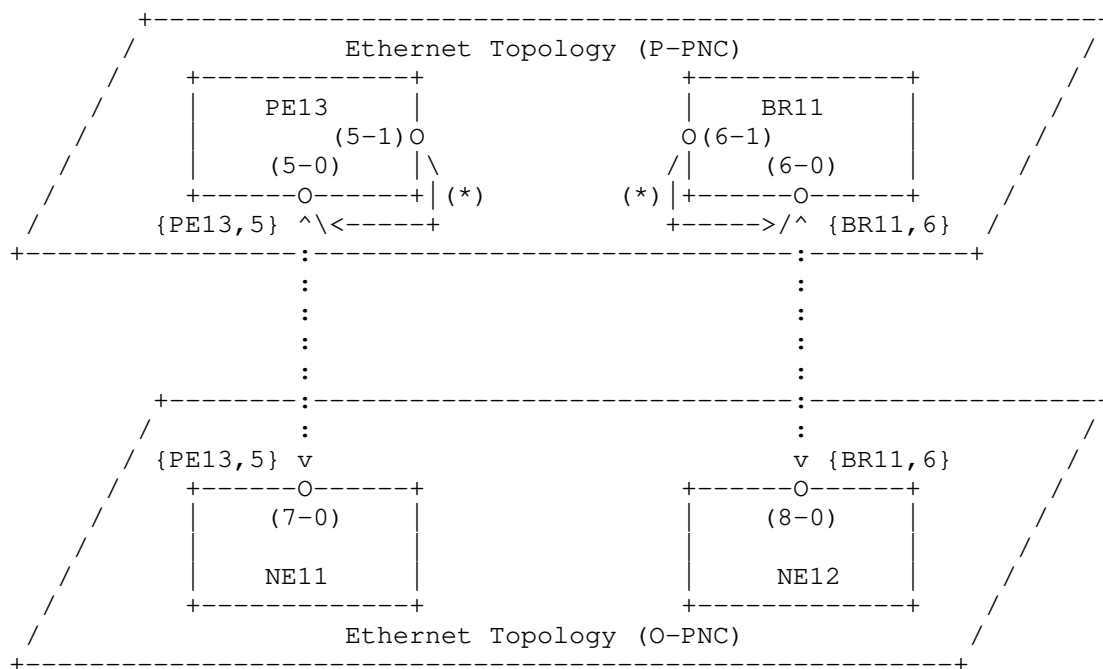 Ethernet Topology (P-PNC)
PE13 BR11
(5-1) (6-1)
(5-0) (6-0)
(*) (*)
{PE13,5} {BR11,6}
{PE13,5} {BR11,6}
(7-0) (8-0)
NE11 NE12
Ethernet Topology (O-PNC)